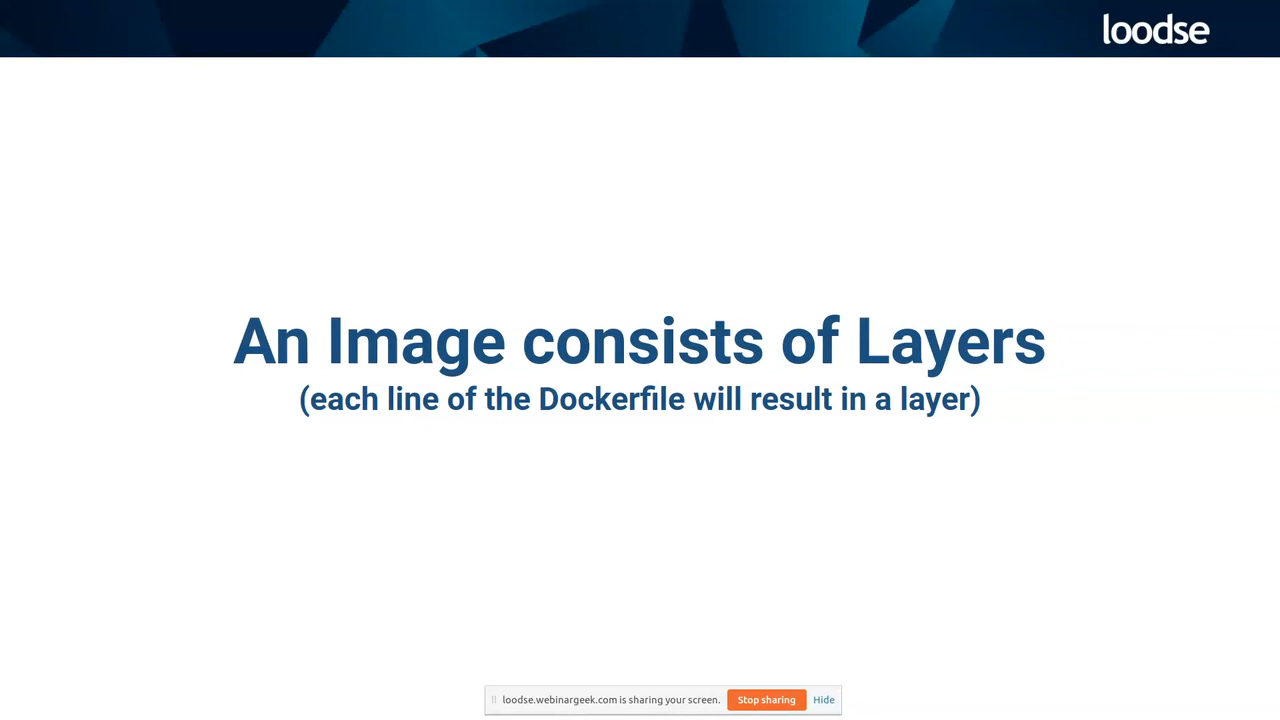 loodse
An Image consists of Layers
(each line of the Dockerfile will result in a layer)
loodse.webinargeek.com is sharing your screen. Stop sharing Hide